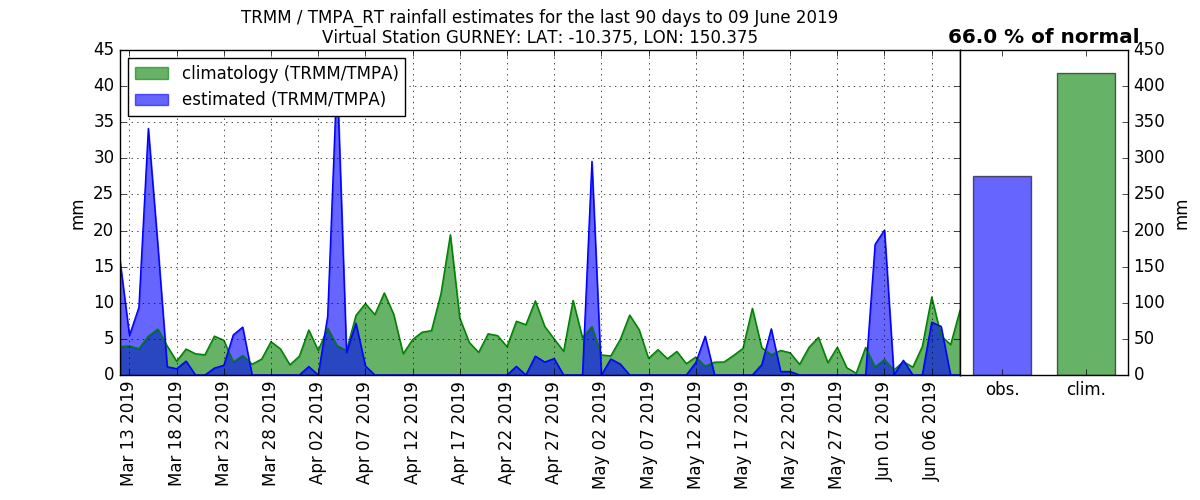 TRMM / TMPA_RT rainfall estimates for the last 90 days to 09 June 2019
Virtual Station GURNEY: LAT: -10.375, LON: 150.375
66.0 % of normal
climatology (TRMM/TMPA)
estimated (TRMM/TMPA)
45
40
35
30
25
20
15
10
5
0
mm
450
400
350
300
250
200
150
100
50
0
mm
Mar 13 2019
Mar 18 2019
Mar 23 2019
Mar 28 2019
Apr 02 2019
Apr 07 2019
Apr 12 2019
Apr 17 2019
Apr 22 2019
Apr 27 2019
May 02 2019
May 07 2019
May 12 2019
May 17 2019
May 22 2019
May 27 2019
Jun 01 2019
Jun 06 2019
obs.
clim.